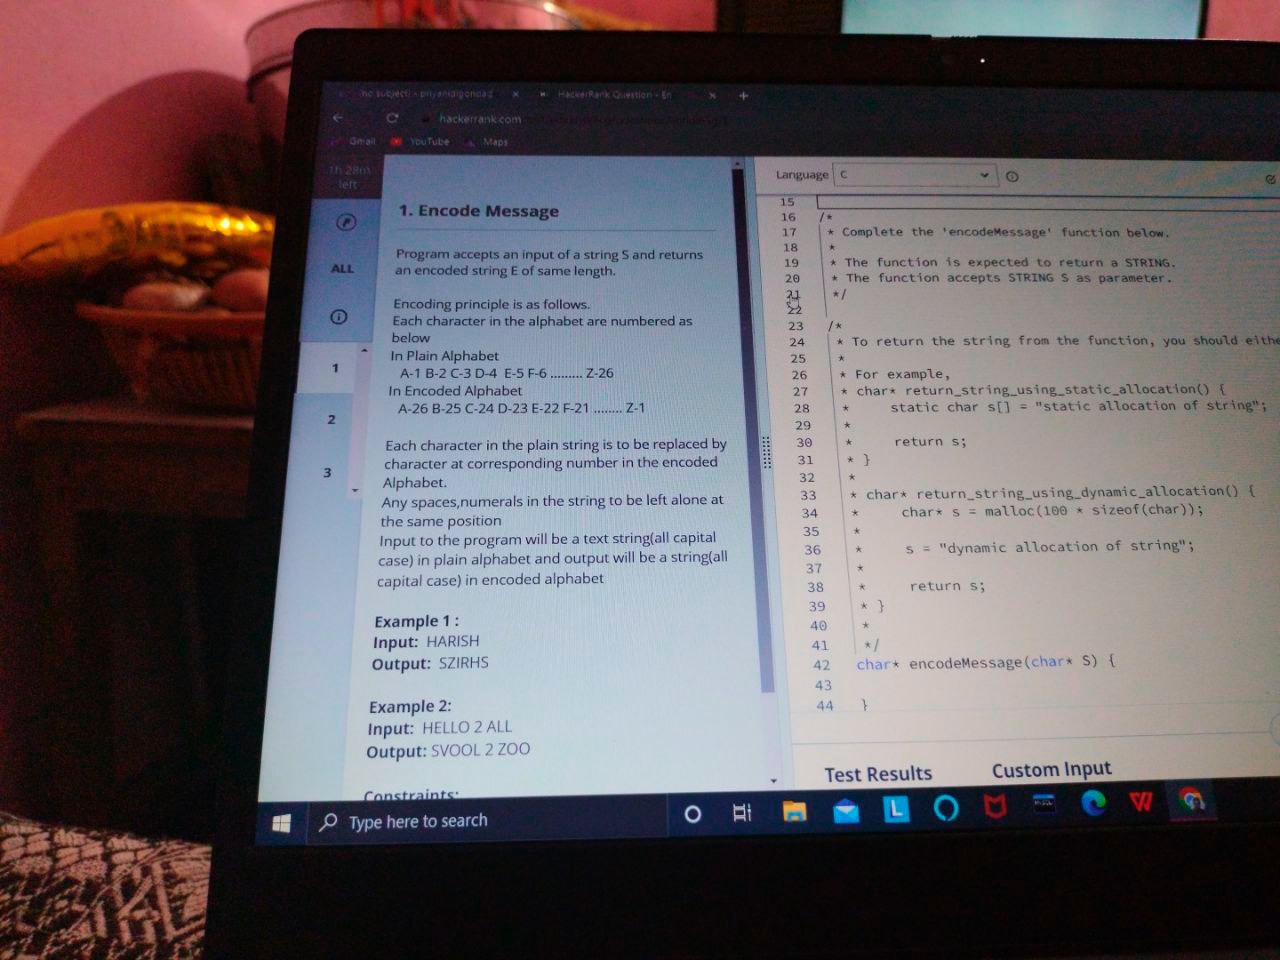 HackerRank Question - En
hackerrank.com
Gmail YouTube Maps
1h 28m
left
ALL
1
2
3
1. Encode Message
Program accepts an input of a string S and returns
an encoded string E of same length.
Encoding principle is as follows.
Each character in the alphabet are numbered as
below
In Plain Alphabet
A-1 B-2 C-3 D-4 E-5 F-6 ......... Z-26
In Encoded Alphabet
A-26 B-25 C-24 D-23 E-22 F-21 ........ Z-1
Each character in the plain string is to be replaced by
character at corresponding number in the encoded
Alphabet.
Any spaces,numerals in the string to be left alone at
the same position
Input to the program will be a text string(all capital
case) in plain alphabet and output will be a string(all
capital case) in encoded alphabet
Example 1 :
Input: HARISH
Output: SZIRHS
Example 2:
Input: HELLO 2 ALL
Output: SVOOL 2 ZOO
Constraints:
Language C
15
16 /*
17 * Complete the 'encodeMessage' function below.
18 *
19 * The function is expected to return a STRING.
20 * The function accepts STRING S as parameter.
21 */
22
23 /*
24 * To return the string from the function, you should eithe
25 *
26 * For example,
27 * char* return_string_using_static_allocation() {
28 * static char s[] = "static allocation of string";
29 *
30 * return s;
31 * }
32 *
33 * char* return_string_using_dynamic_allocation() {
34 * char* s = malloc(100 * sizeof(char));
35 *
36 * s = "dynamic allocation of string";
37 *
38 * return s;
39 * }
40 *
41 */
42 char* encodeMessage(char* S) {
43
44 }
Test Results Custom Input
Type here to search
L